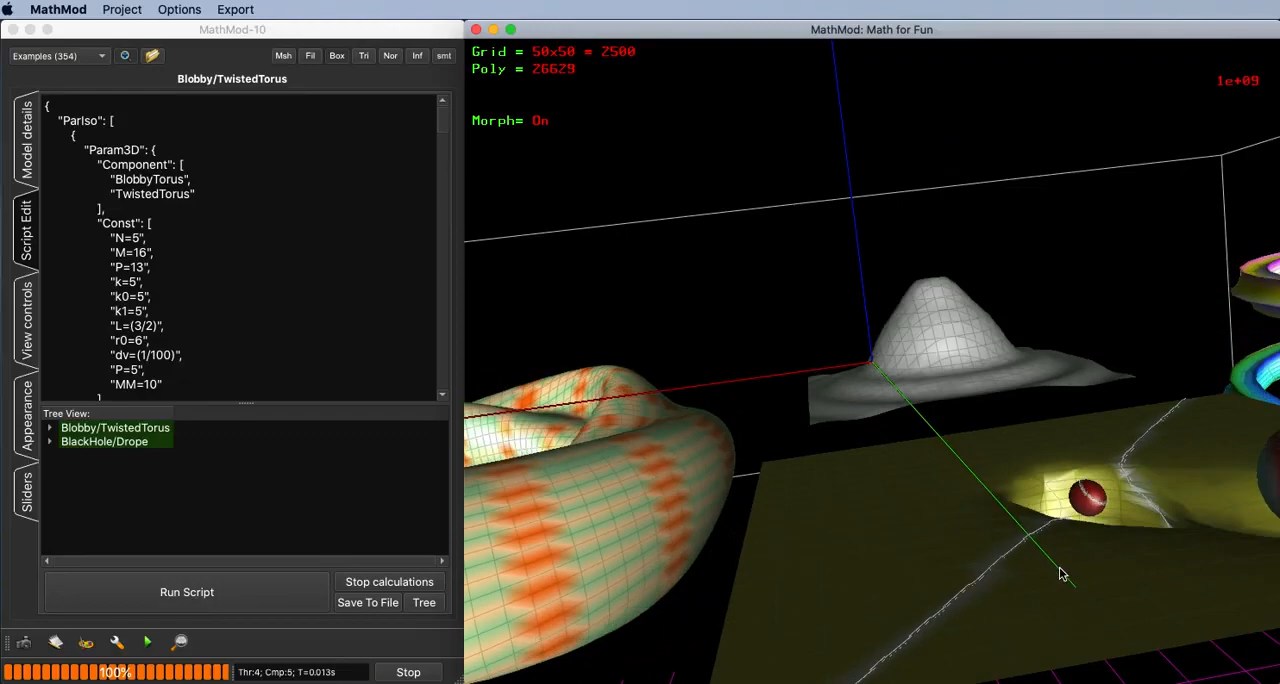 MathMod Project Options Export
MathMod-10
MathMod: Math for Fun
Examples (354)
Msh Fil Box Tri Nor Inf smt
Blobby/TwistedTorus
Model details
Script Edit
View controls
Appearance
Sliders
{
"ParIso": [
{
"Param3D": {
"Component": [
"BlobbyTorus",
"TwistedTorus"
],
"Const": [
"N=5",
"M=16",
"P=13",
"k=5",
"k0=5",
"k1=5",
"L=(3/2)",
"r0=6",
"dv=(1/100)",
"P=5",
"MM=10"
]
Tree View:
Blobby/TwistedTorus
BlackHole/Drope
Run Script
Stop calculations
Save To File
Tree
100%
Thr:4; Cmp:5; T=0.013s
Stop
Grid = 50x50 = 2500
Poly = 26629
Morph= On
1e+09